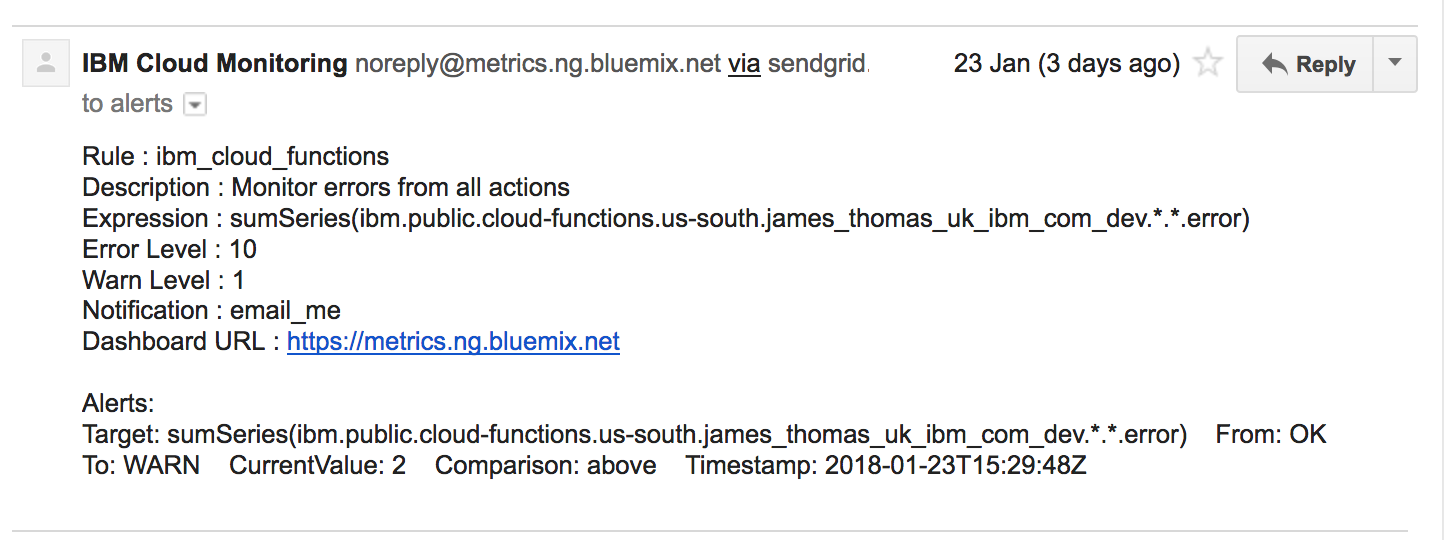 IBM Cloud Monitoring noreply@metrics.ng.bluemix.net via sendgrid. 23 Jan (3 days ago) Reply
to alerts
Rule : ibm_cloud_functions
Description : Monitor errors from all actions
Expression : sumSeries(ibm.public.cloud-functions.us-south.james_thomas_uk_ibm_com_dev.*.*.error)
Error Level : 10
Warn Level : 1
Notification : email_me
Dashboard URL : https://metrics.ng.bluemix.net
Alerts:
Target: sumSeries(ibm.public.cloud-functions.us-south.james_thomas_uk_ibm_com_dev.*.*.error) From: OK
To: WARN CurrentValue: 2 Comparison: above Timestamp: 2018-01-23T15:29:48Z